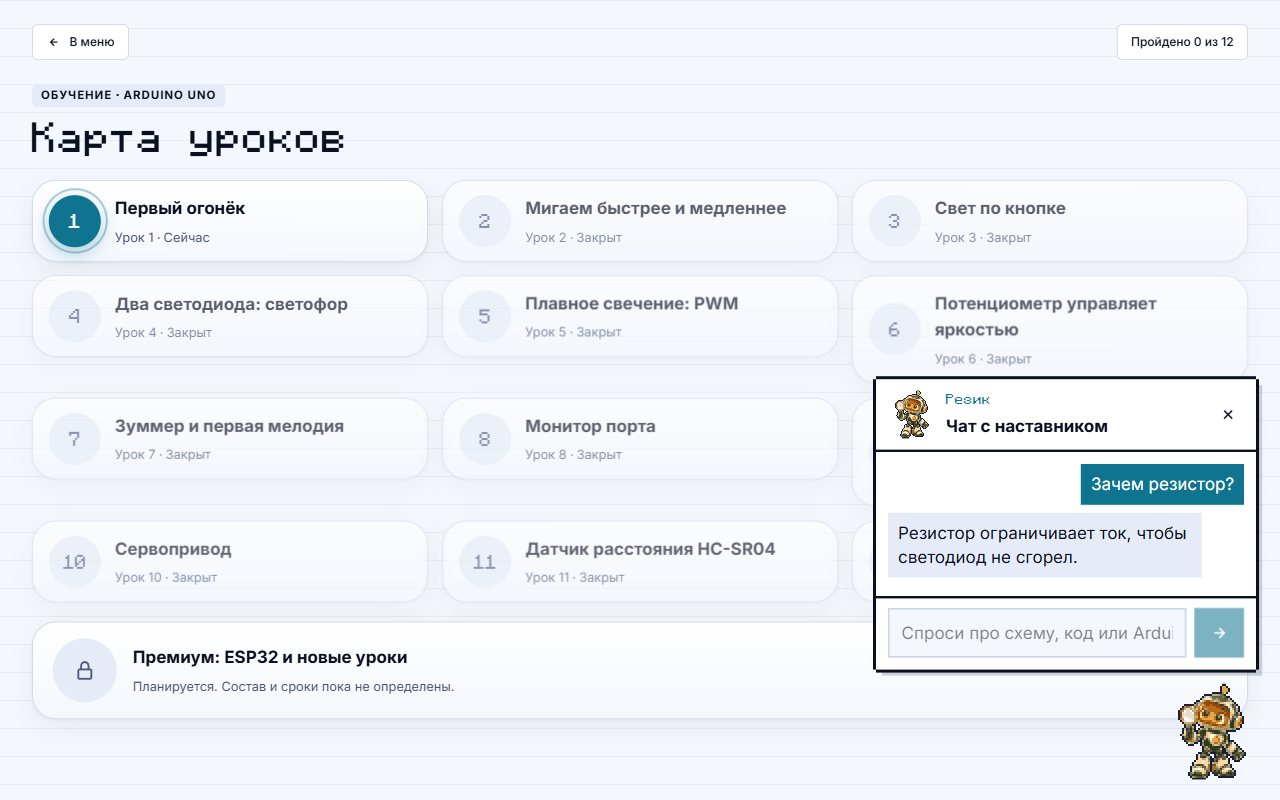 ← В меню
Пройдено 0 из 12
ОБУЧЕНИЕ · ARDUINO UNO
Карта уроков
1
Первый огонёк
Урок 1 · Сейчас
2
Мигаем быстрее и медленнее
Урок 2 · Закрыт
3
Свет по кнопке
Урок 3 · Закрыт
4
Два светодиода: светофор
Урок 4 · Закрыт
5
Плавное свечение: PWM
Урок 5 · Закрыт
6
Потенциометр управляет
яркостью
Урок 6 · Закрыт
7
Зуммер и первая мелодия
Урок 7 · Закрыт
8
Монитор порта
Урок 8 · Закрыт
10
Сервопривод
Урок 10 · Закрыт
11
Датчик расстояния HC-SR04
Урок 11 · Закрыт
Премиум: ESP32 и новые уроки
Планируется. Состав и сроки пока не определены.
Резик
Чат с наставником
×
Зачем резистор?
Резистор ограничивает ток, чтобы
светодиод не сгорел.
Спроси про схему, код или Ardui
→